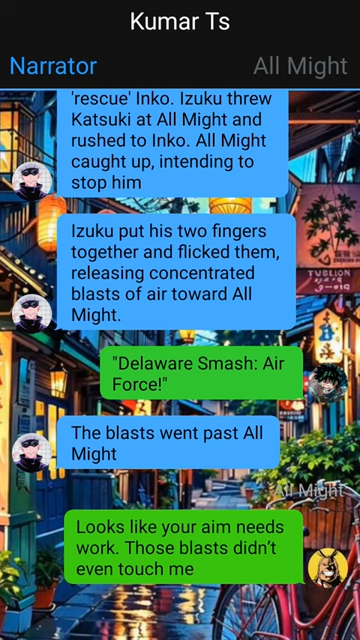 Kumar Ts
Narrator
All Might
'rescue' Inko. Izuku threw
Katsuki at All Might and
rushed to Inko. All Might
caught up, intending to
stop him
Izuku put his two fingers
together and flicked them,
releasing concentrated
blasts of air toward All
Might.
"Delaware Smash: Air
Force!"
The blasts went past All
Might
All Might
Looks like your aim needs
work. Those blasts didn't
even touch me